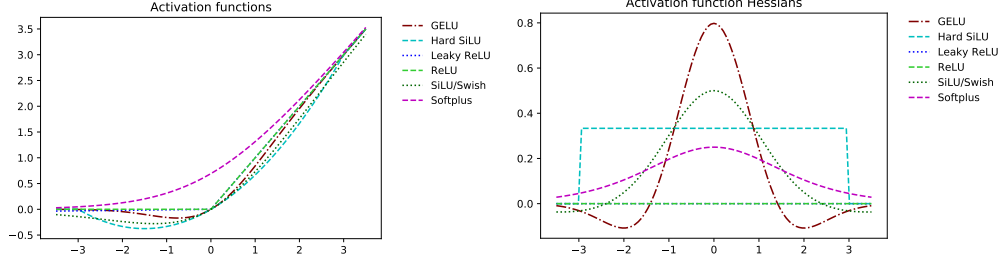 Activation functions
3.5
3.0
2.5
2.0
1.5
1.0
0.5
0.0
−0.5
−3 −2 −1 0 1 2 3
GELU
Hard SiLU
Leaky ReLU
ReLU
SiLU/Swish
Softplus
Activation function Hessians
0.8
0.6
0.4
0.2
0.0
−3 −2 −1 0 1 2 3
GELU
Hard SiLU
Leaky ReLU
ReLU
SiLU/Swish
Softplus